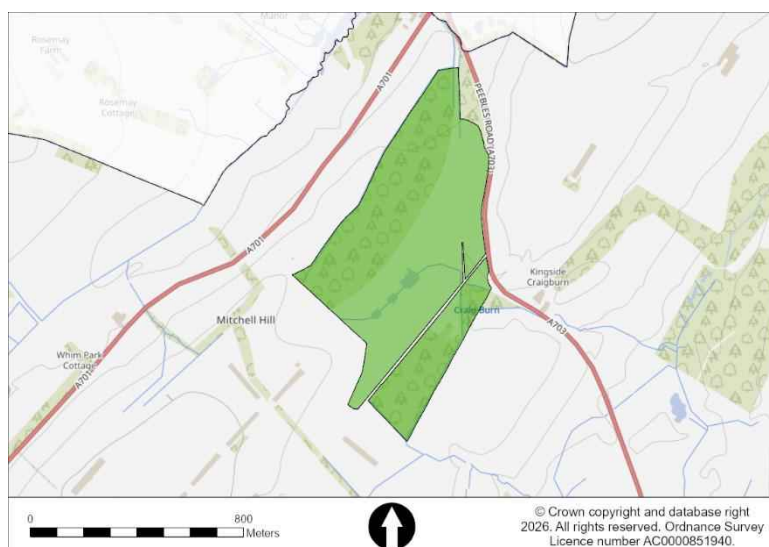 Manor
Rosemay
Farm
A701
Rosemay
Cottage
PEEBLES ROAD (A703)
A701
Kingside
Craigburn
Craig Burn
Mitchell Hill
A703
Whim Park
Cottage
A701
0
800
Meters
© Crown copyright and database right
2026. All rights reserved. Ordnance Survey
Licence number AC0000851940.